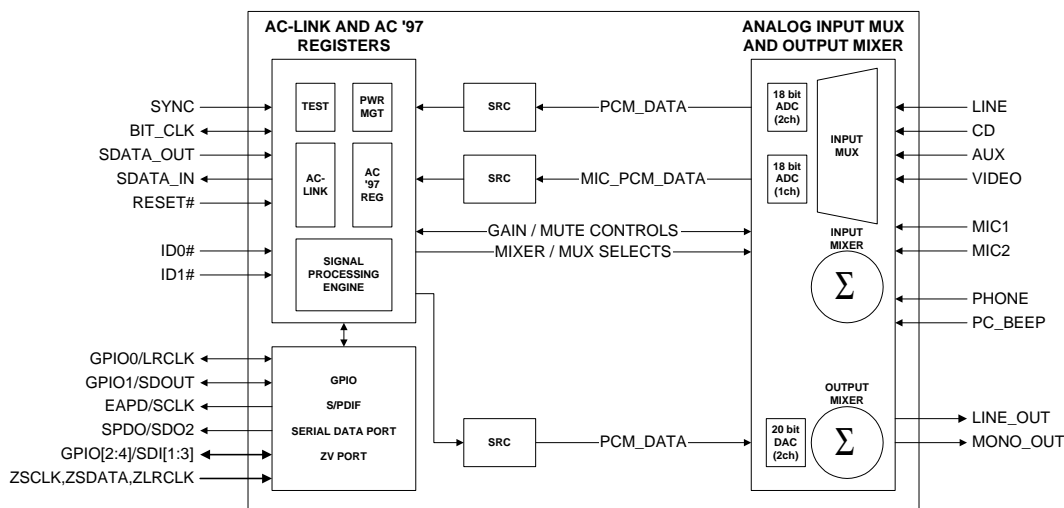 AC-LINK AND AC '97
REGISTERS
ANALOG INPUT MUX
AND OUTPUT MIXER
SYNC
BIT_CLK
SDATA_OUT
SDATA_IN
RESET#
ID0#
ID1#
TEST
PWR
MGT
AC-
LINK
AC
'97
REG
SIGNAL
PROCESSING
ENGINE
SRC
PCM_DATA
SRC
MIC_PCM_DATA
GAIN / MUTE CONTROLS
MIXER / MUX SELECTS
18 bit
ADC
(2ch)
18 bit
ADC
(1ch)
INPUT
MUX
INPUT
MIXER
Σ
LINE
CD
AUX
VIDEO
MIC1
MIC2
PHONE
PC_BEEP
GPIO0/LRCLK
GPIO1/SDOUT
EAPD/SCLK
SPDO/SDO2
GPIO[2:4]/SDI[1:3]
ZSCLK,ZSDATA,ZLRCLK
GPIO
S/PDIF
SERIAL DATA PORT
ZV PORT
SRC
PCM_DATA
20 bit
DAC
(2ch)
OUTPUT
MIXER
Σ
LINE_OUT
MONO_OUT